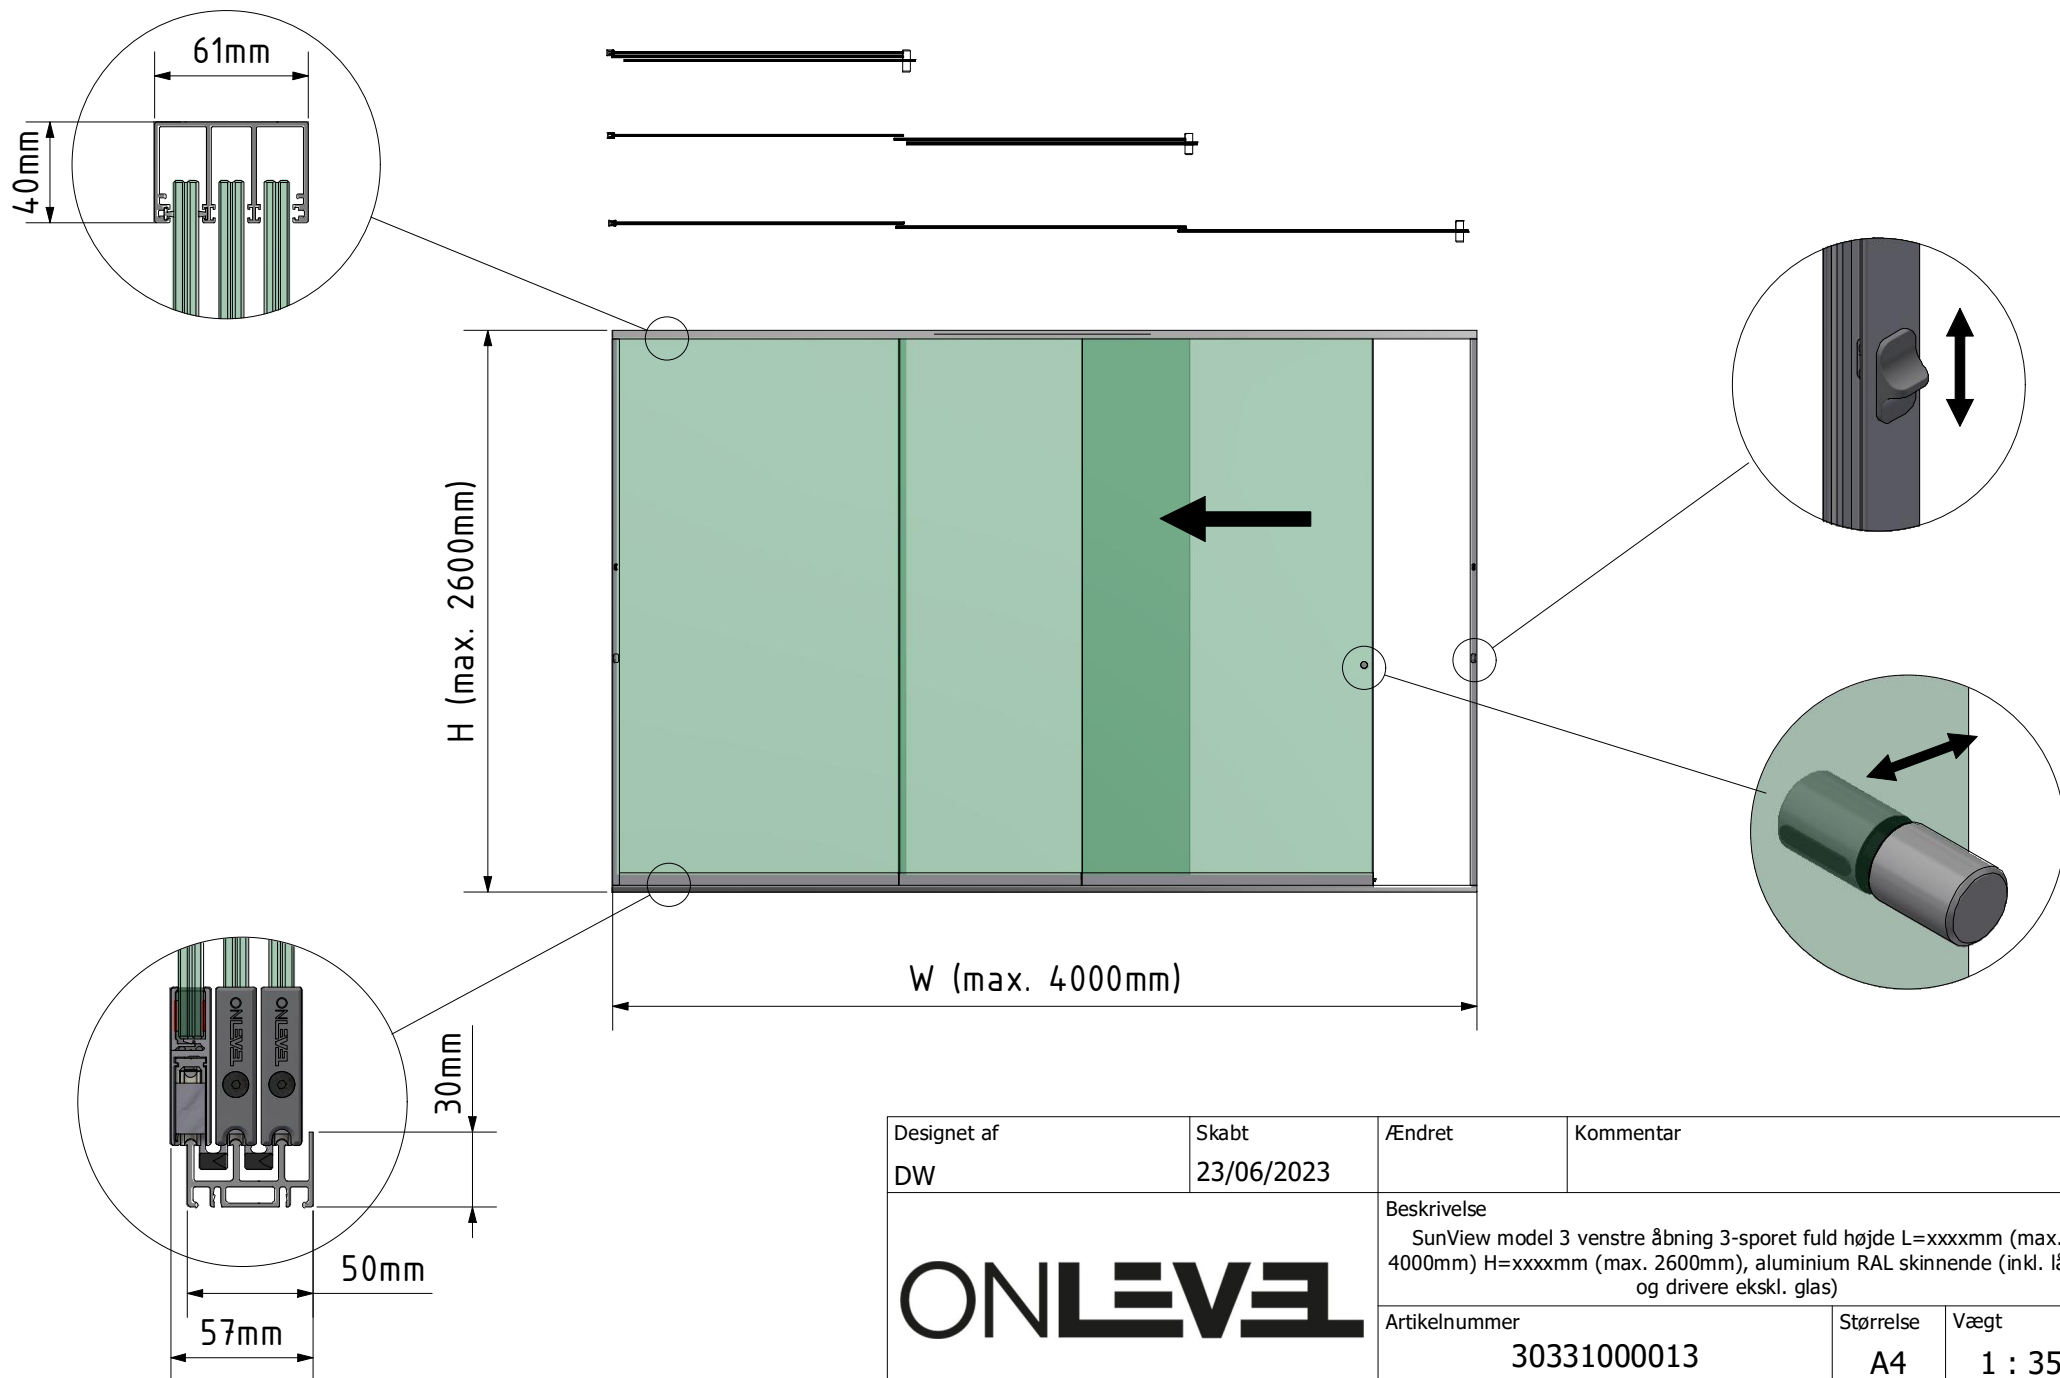 61mm
40mm
H (max. 2600mm)
W (max. 4000mm)
ONLEVEL
ONLEVEL
30mm
50mm
57mm
Designet af
DW
Skabt
23/06/2023
Ændret
Kommentar
ONLEVEL
Beskrivelse
SunView model 3 venstre åbning 3-sporet fuld højde L=xxxxmm (max.
4000mm) H=xxxxmm (max. 2600mm), aluminium RAL skinnende (inkl.
og drivere ekskl. glas)
Artikelnummer
30331000013
Størrelse
A4
Vægt
1 : 35